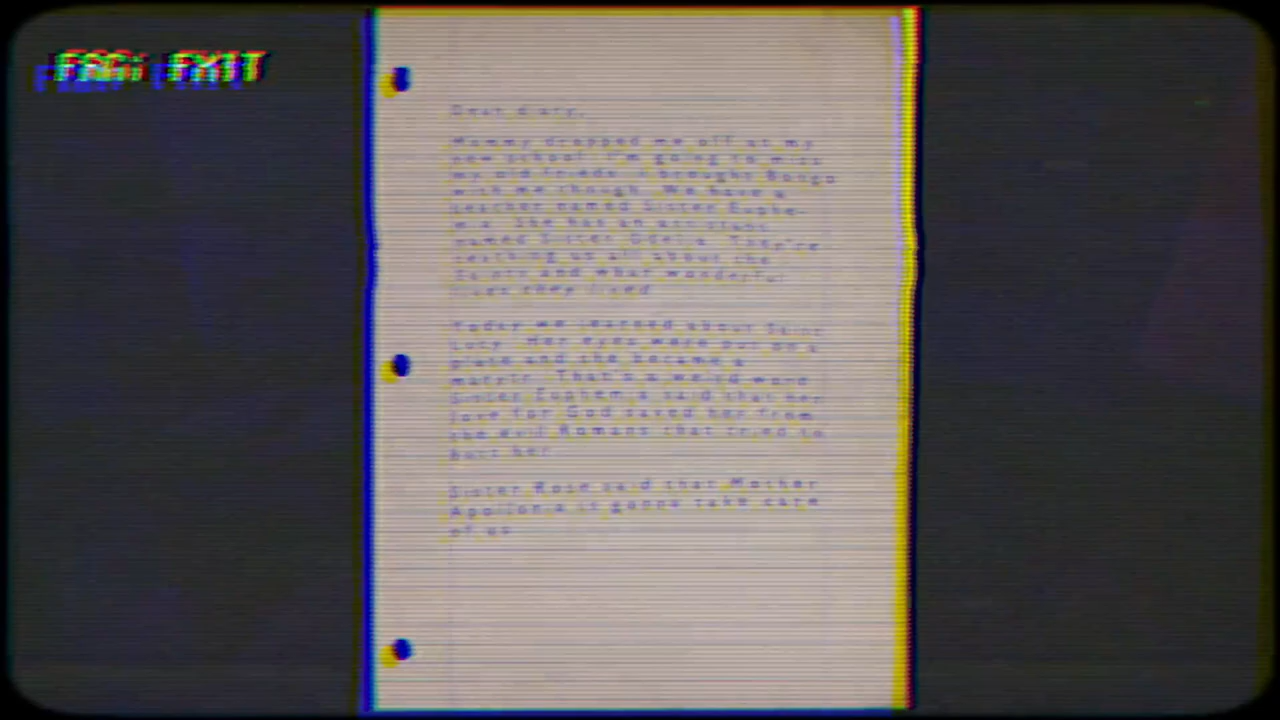 ESC: EXIT
Dear diary,
Mommy dropped me off at my
new school. I'm going to miss
my old frieds. I brought Bongo
with me though. We have a
teacher named Sister Euphe-
mia. She has an assistant
named Sister Odelia. They're
teaching us all about the
Saints and what wonderful
lives they lived.
Today we learned about Saint
Lucy. Her eyes were put on a
plate and she became a
martir. That's a weird word.
Sister Euphemia said that her
love for God saved her from
the evil Romans that tried to
hurt her.
Sister Rose said that Mother
Apollonia is gonna take care
of us